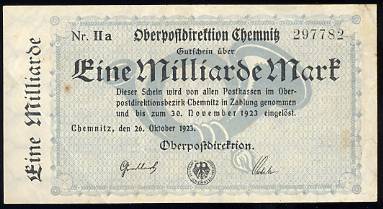 Nr. IIa Oberpostdirektion Chemnitz 297782
Gutschein über
Eine Milliarde Mark
Dieser Schein wird von allen Postkassen im Ober-
postdirektionsbezirk Chemnitz in Zahlung genommen
und bis zum 30. November 1923 eingelöst.
Chemnitz, den 26. Oktober 1923.
Oberpostdirektion.
Eine Milliarde